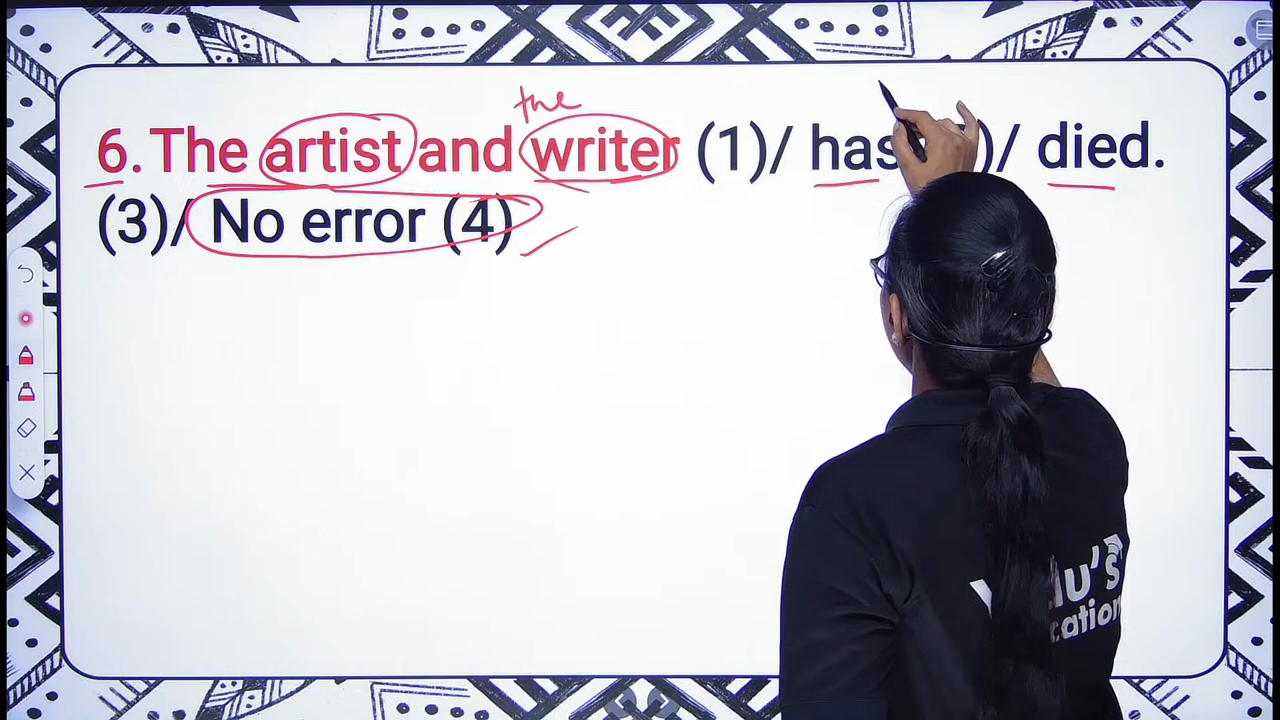 the
6. The artist and writer (1)/ has )/ died.
(3)/ No error (4)